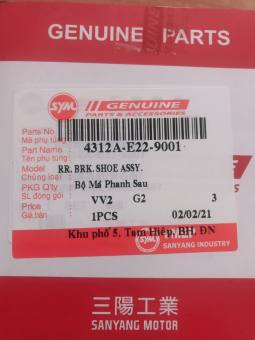 GENUINE PARTS
SYM GENUINE
PARTS & ACCESSORIES
Parts No
Mã phụ tùng
4312A-E22-9001
Part Name
Tên phụ tùng
RR. BRK. SHOE ASSY.
Model
Chủng loại
Bộ Má Phanh Sau
PKG Q'ty
SL đóng gói
VV2 G2 3
Price
Giá bán
1PCS 02/02/21
Khu phố 5, Tam Hiệp, BH, ĐN
SYM
SANYANG INDUSTRY
三陽工業
SANYANG MOTOR